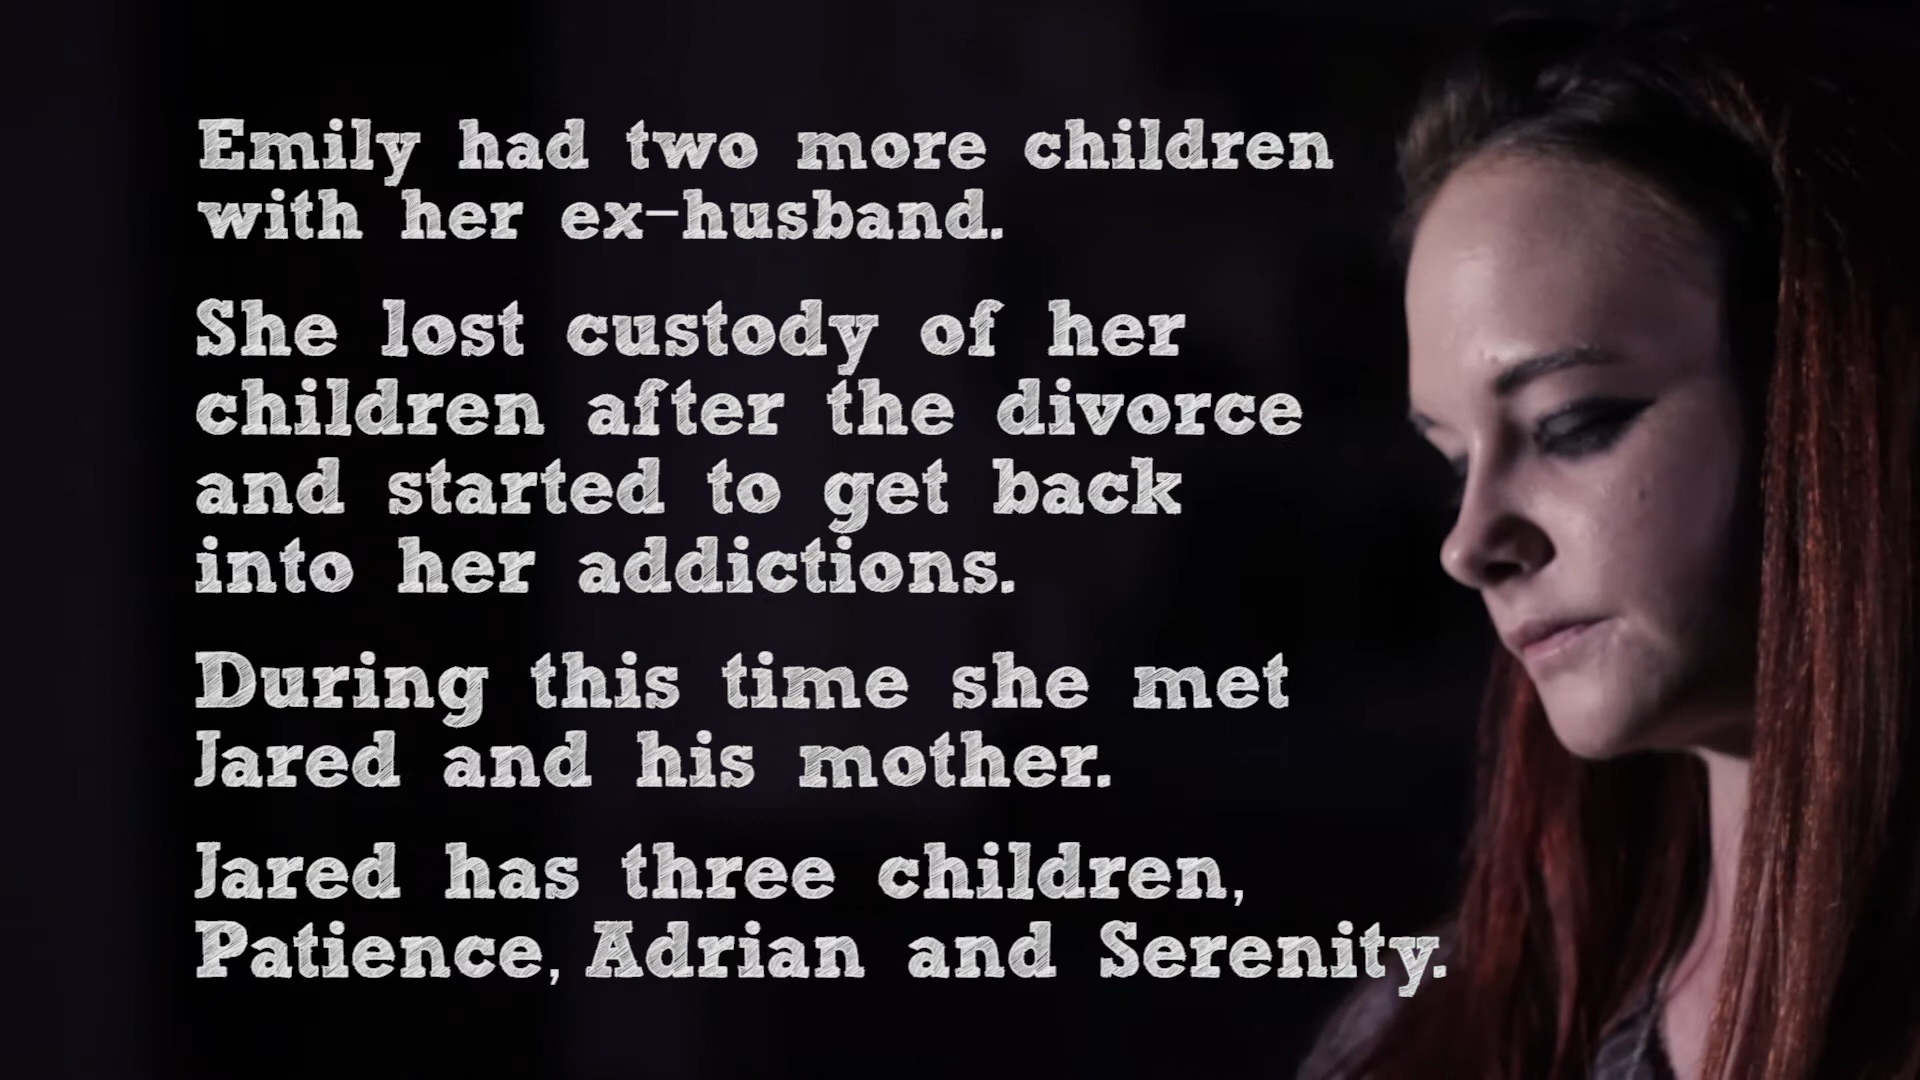 Emily had two more children
with her ex-husband.
She lost custody of her
children after the divorce
and started to get back
into her addictions.
During this time she met
Jared and his mother.
Jared has three children,
Patience, Adrian and Serenity.